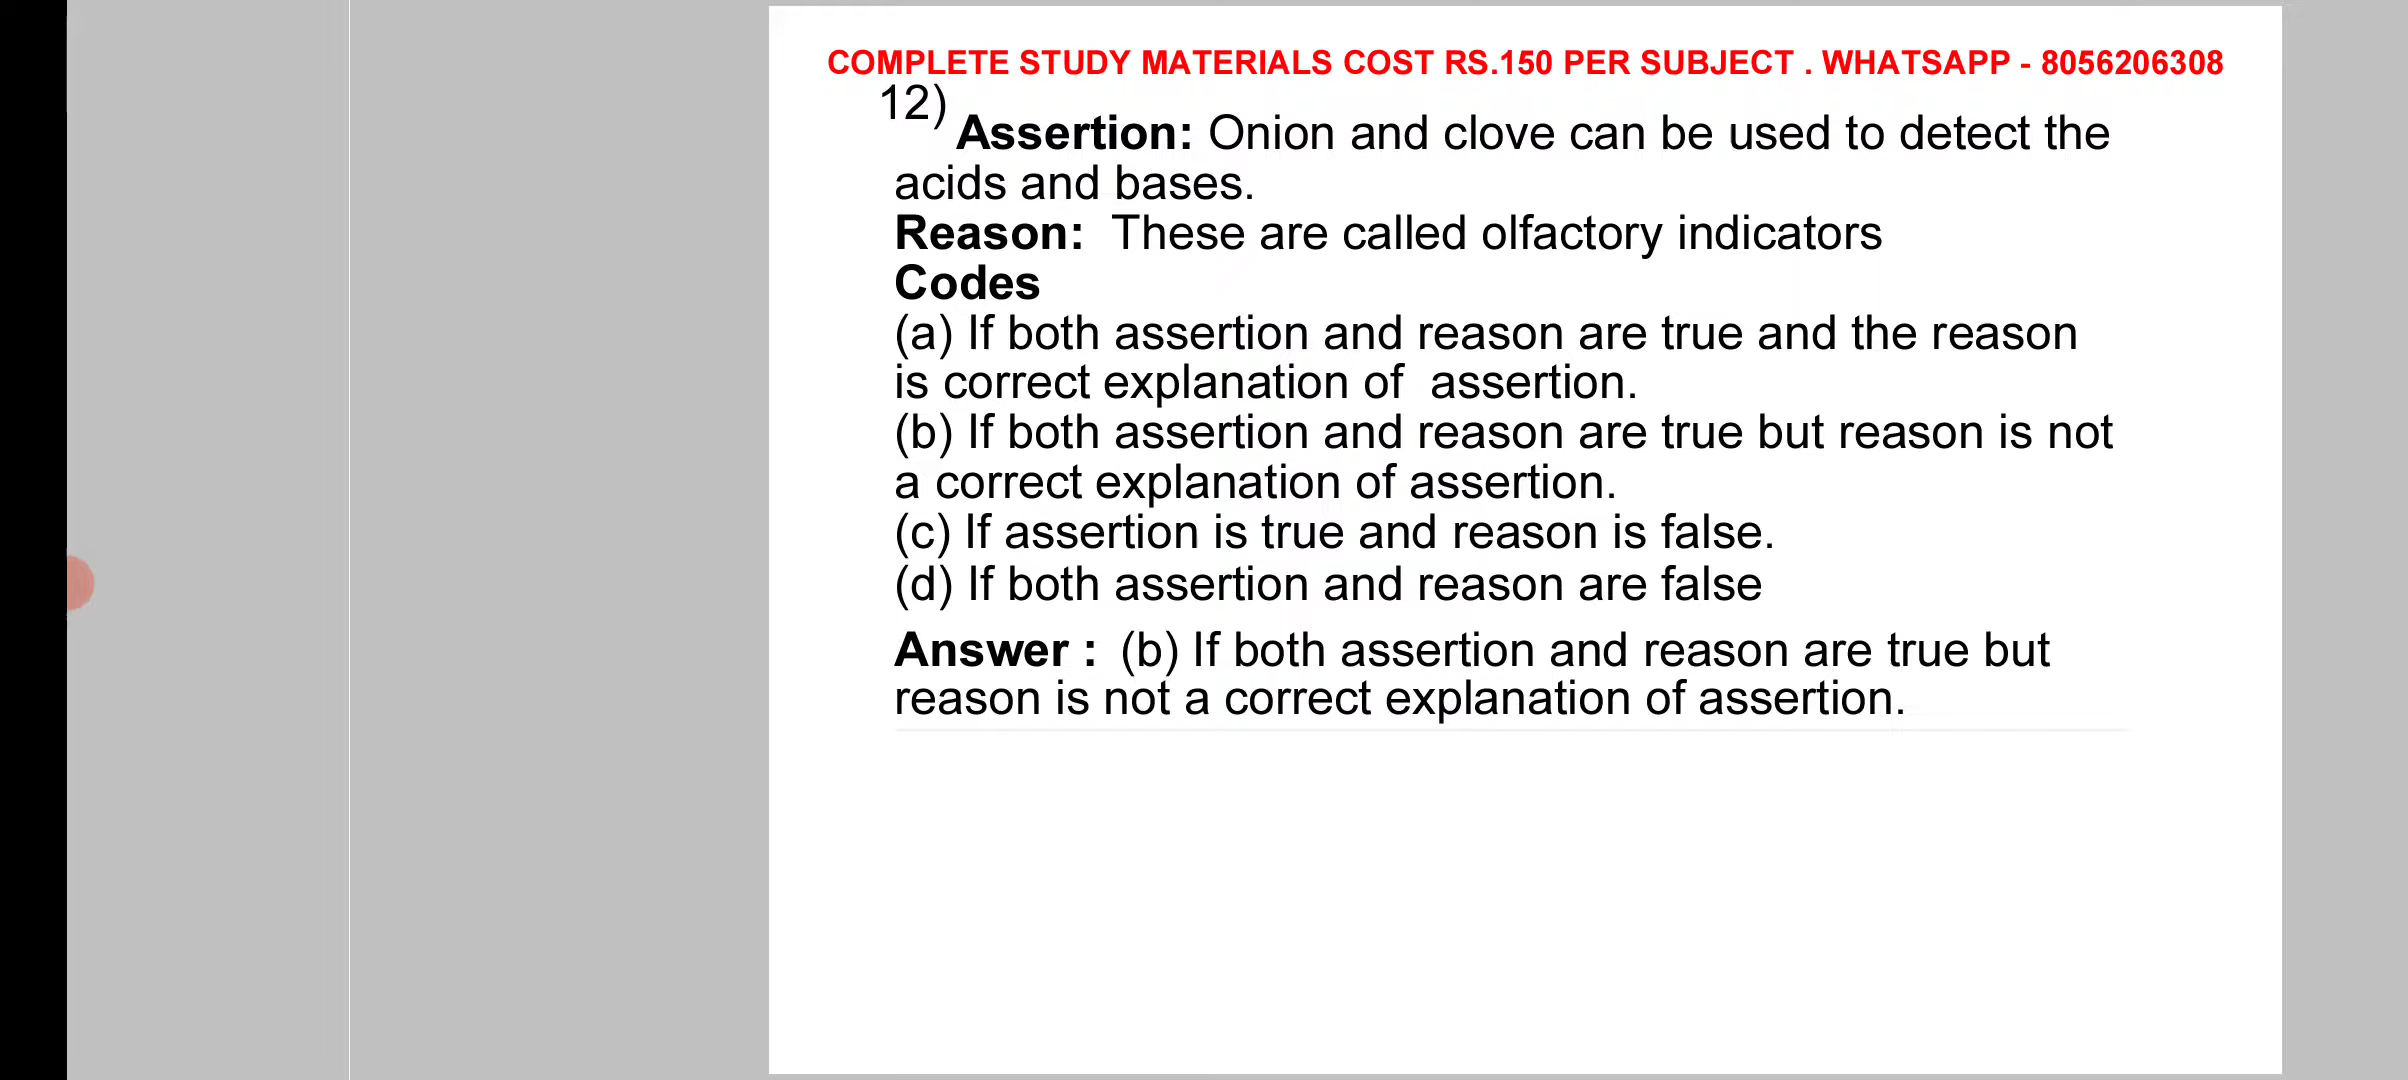 COMPLETE STUDY MATERIALS COST RS.150 PER SUBJECT . WHATSAPP - 8056206308
12)
Assertion: Onion and clove can be used to detect the
acids and bases.
Reason: These are called olfactory indicators
Codes
(a) If both assertion and reason are true and the reason
is correct explanation of assertion.
(b) If both assertion and reason are true but reason is not
a correct explanation of assertion.
(c) If assertion is true and reason is false.
(d) If both assertion and reason are false
Answer : (b) If both assertion and reason are true but
reason is not a correct explanation of assertion.